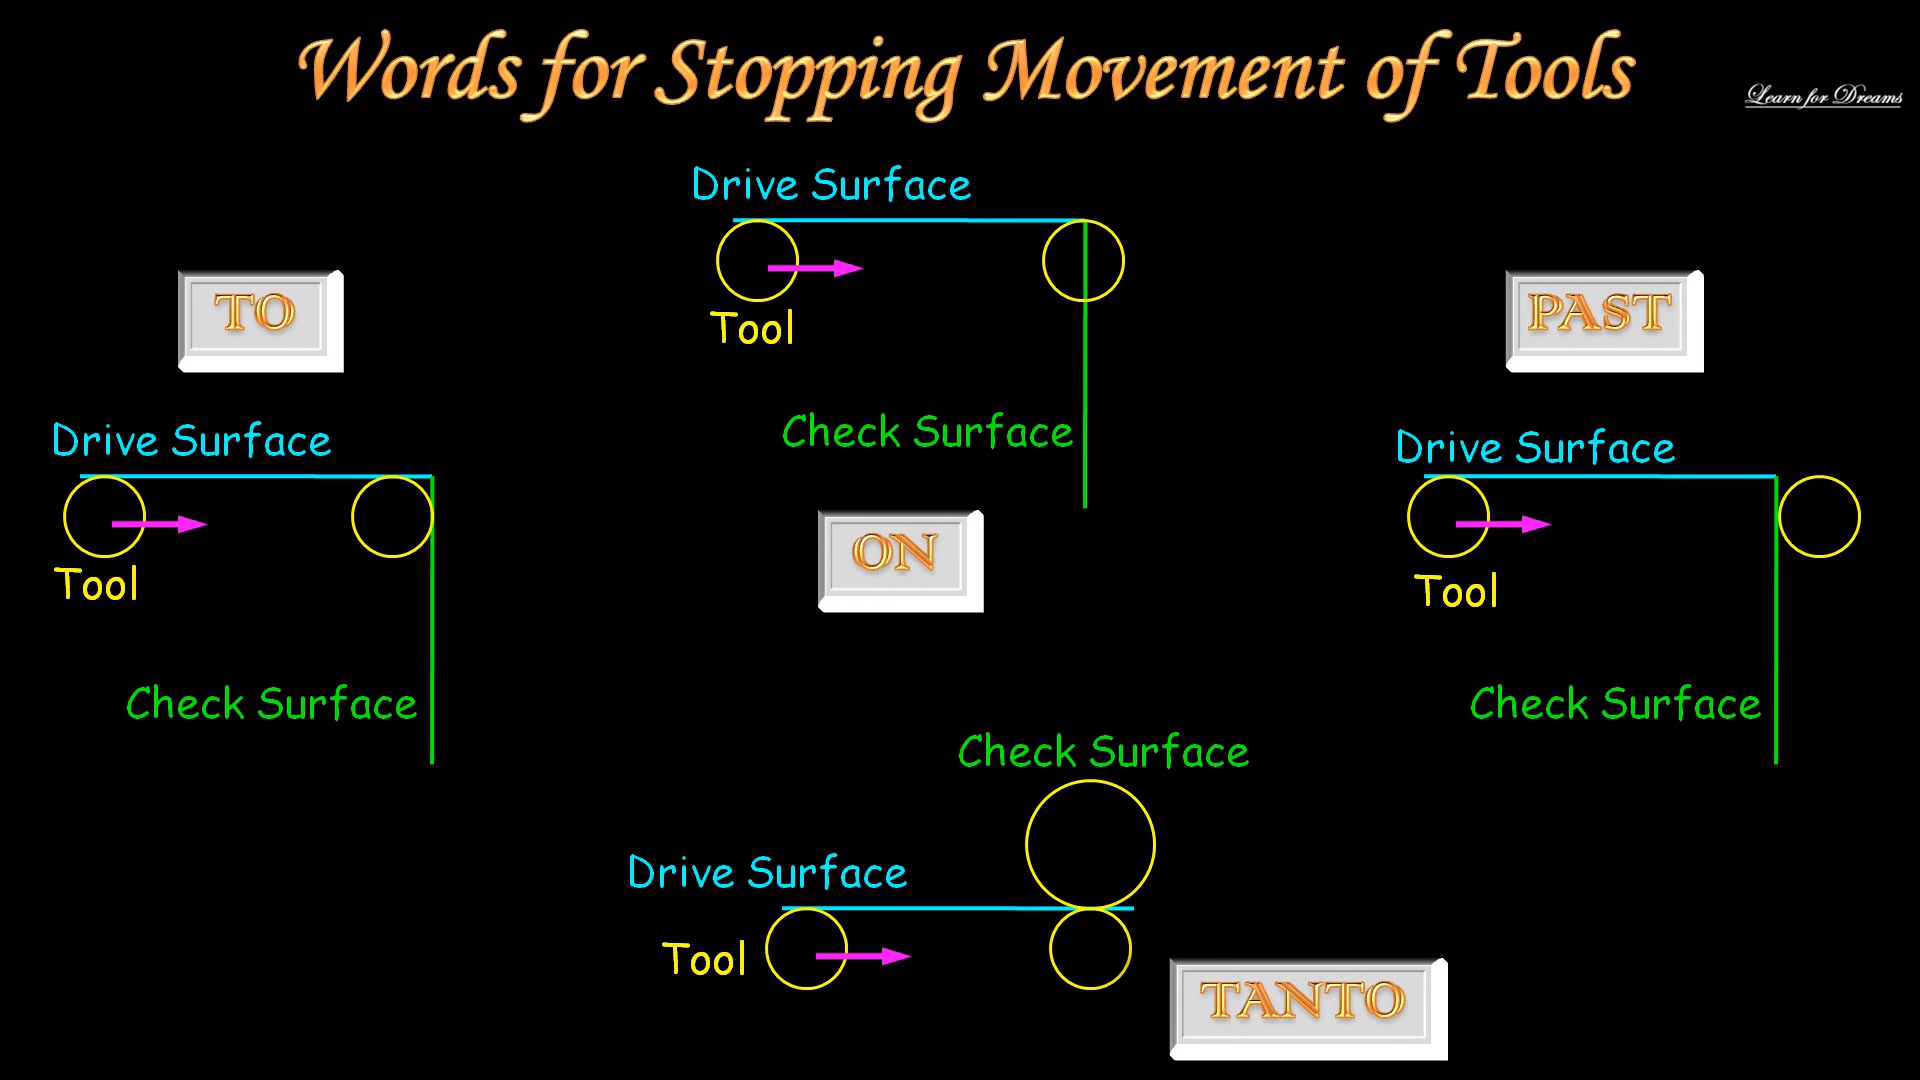 Words for Stopping Movement of Tools
Learn for Dreams
Drive Surface
Tool
Check Surface
ON
TO
Drive Surface
Tool
Check Surface
PAST
Drive Surface
Tool
Check Surface
Check Surface
Drive Surface
Tool
TANTO